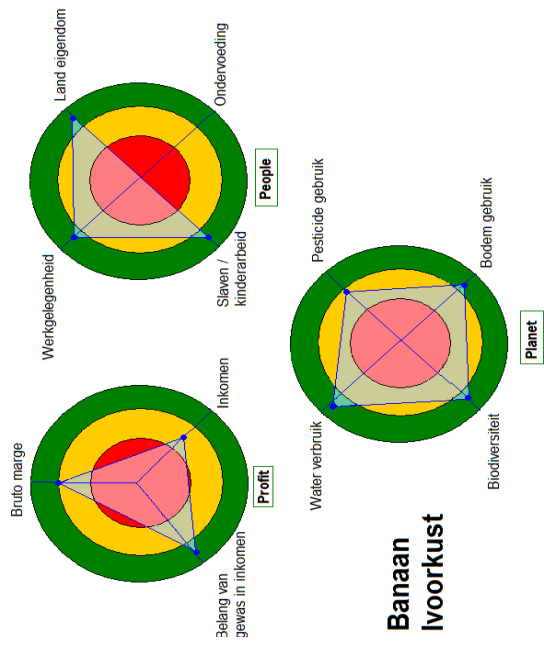 Bruto marge
Belang van
gewas in inkomen
Inkomen
Profit
Werkgelegenheid
Land eigendom
Slaven /
kinderarbeid
Ondervoeding
People
Banaan
Ivoorkust
Water verbruik
Pesticide gebruik
Biodiversiteit
Bodem gebruik
Planet